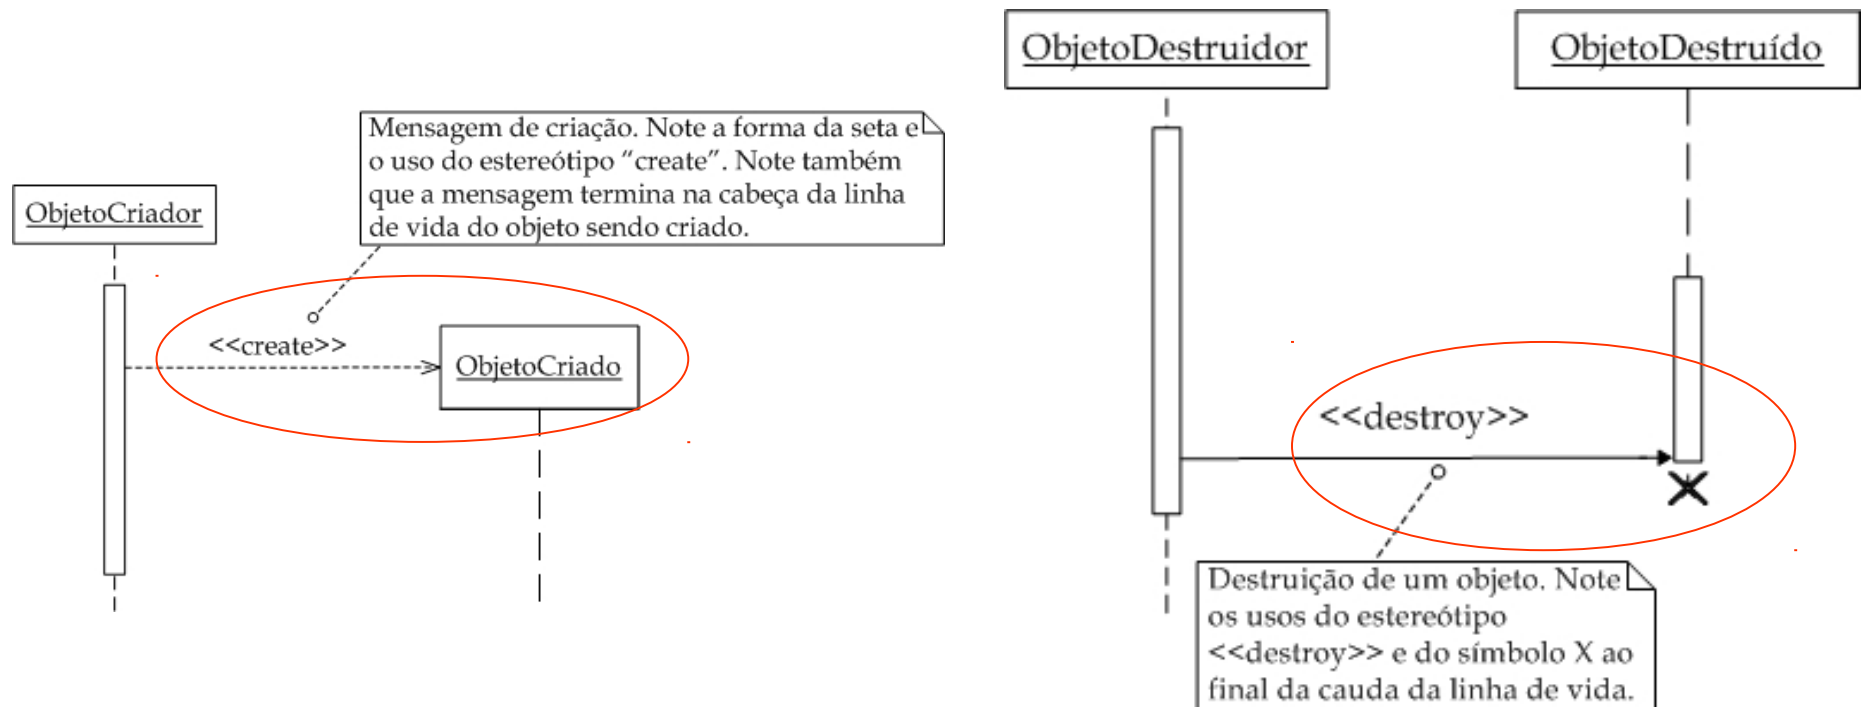 Mensagem de criação. Note a forma da seta e
o uso do estereótipo “create”. Note também
que a mensagem termina na cabeça da linha
de vida do objeto sendo criado.
ObjetoCriador
<<create>>
ObjetoCriado
ObjetoDestruidor
ObjetoDestruído
<<destroy>>
Destruição de um objeto. Note
os usos do estereótipo
<<destroy>> e do símbolo X ao
final da cauda da linha de vida.